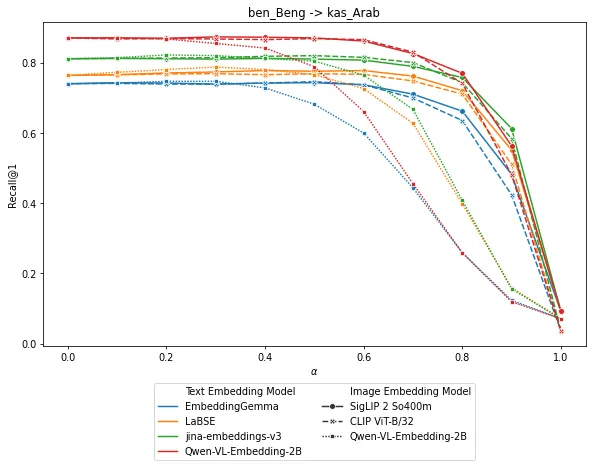 ben_Beng -> kas_Arab
Recall@1
0.8
0.6
0.4
0.2
0.0
0.0 0.2 0.4 0.6 0.8 1.0
α
Text Embedding Model
EmbeddingGemma
LaBSE
jina-embeddings-v3
Qwen-VL-Embedding-2B
Image Embedding Model
SigLIP 2 So400m
CLIP ViT-B/32
Qwen-VL-Embedding-2B